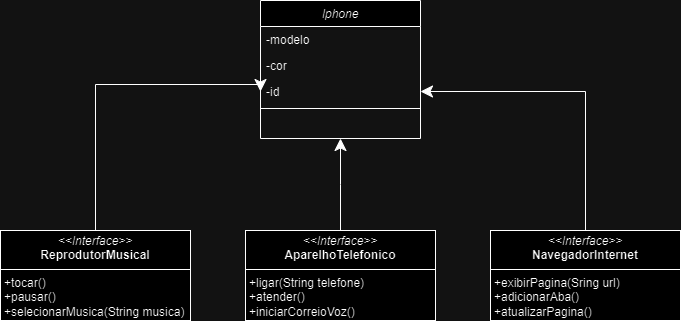 Iphone
-modelo
-cor
-id
<<Interface>>
ReprodutorMusical
+tocar()
+pausar()
+selecionarMusica(String musica)
<<Interface>>
AparelhoTelefonico
+ligar(String telefone)
+atender()
+iniciarCorreioVoz()
<<Interface>>
NavegadorInternet
+exibirPagina(Sring url)
+adicionarAba()
+atualizarPagina()